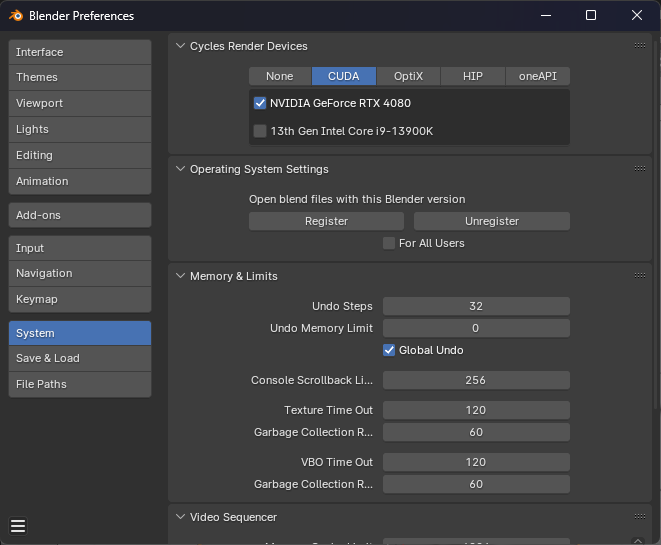 Blender Preferences
Interface
Themes
Viewport
Lights
Editing
Animation
Add-ons
Input
Navigation
Keymap
System
Save & Load
File Paths
Cycles Render Devices
None CUDA OptiX HIP oneAPI
NVIDIA GeForce RTX 4080
13th Gen Intel Core i9-13900K
Operating System Settings
Open blend files with this Blender version
Register Unregister
For All Users
Memory & Limits
Undo Steps 32
Undo Memory Limit 0
Global Undo
Console Scrollback Li... 256
Texture Time Out 120
Garbage Collection R... 60
VBO Time Out 120
Garbage Collection R... 60
Video Sequencer